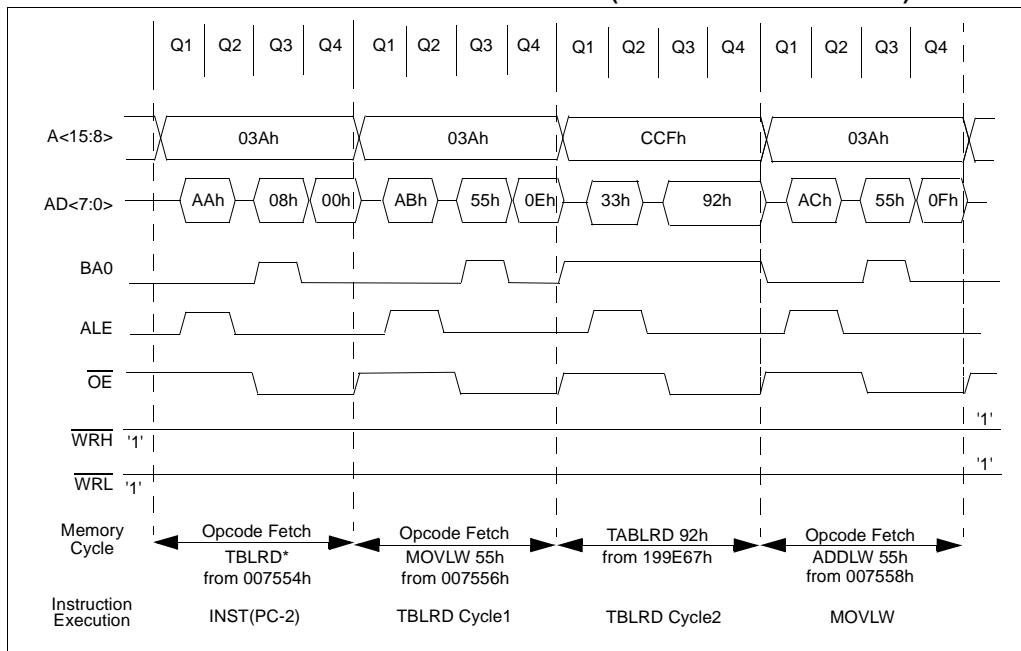 Q1 Q2 Q3 Q4 Q1 Q2 Q3 Q4 Q1 Q2 Q3 Q4 Q1 Q2 Q3 Q4
A<15:8> 03Ah 03Ah CCFh 03Ah
AD<7:0> AAh 08h 00h ABh 55h 0Eh 33h 92h ACh 55h 0Fh
BA0
ALE
OE
'1'
WRH '1'
'1'
WRL '1'
Memory Cycle Opcode Fetch Opcode Fetch TABLRD 92h Opcode Fetch
TBLRD* MOVLW 55h from 199E67h ADDLW 55h
from 007554h from 007556h from 007558h
Instruction Execution INST(PC-2) TBLRD Cycle1 TBLRD Cycle2 MOVLW